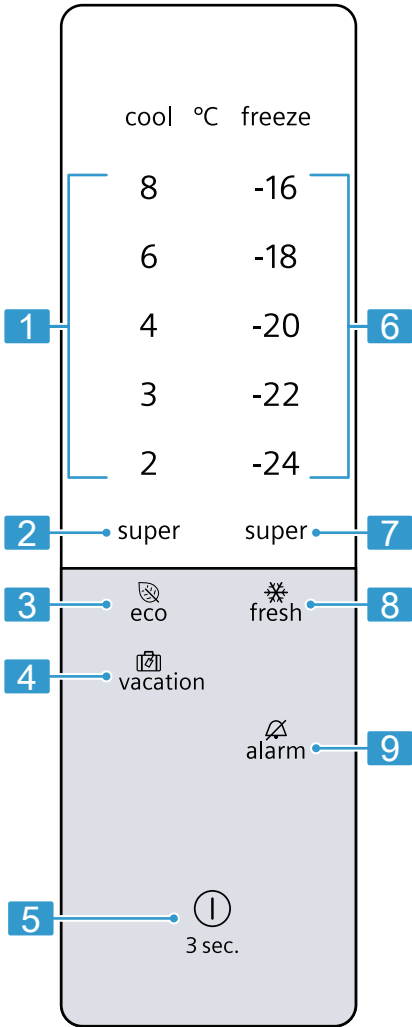 cool °C freeze
8 -16
6 -18
1 4 -20 6
3 -22
2 -24
2 super super 7
3 eco fresh 8
4 vacation
alarm 9
5
3 sec.